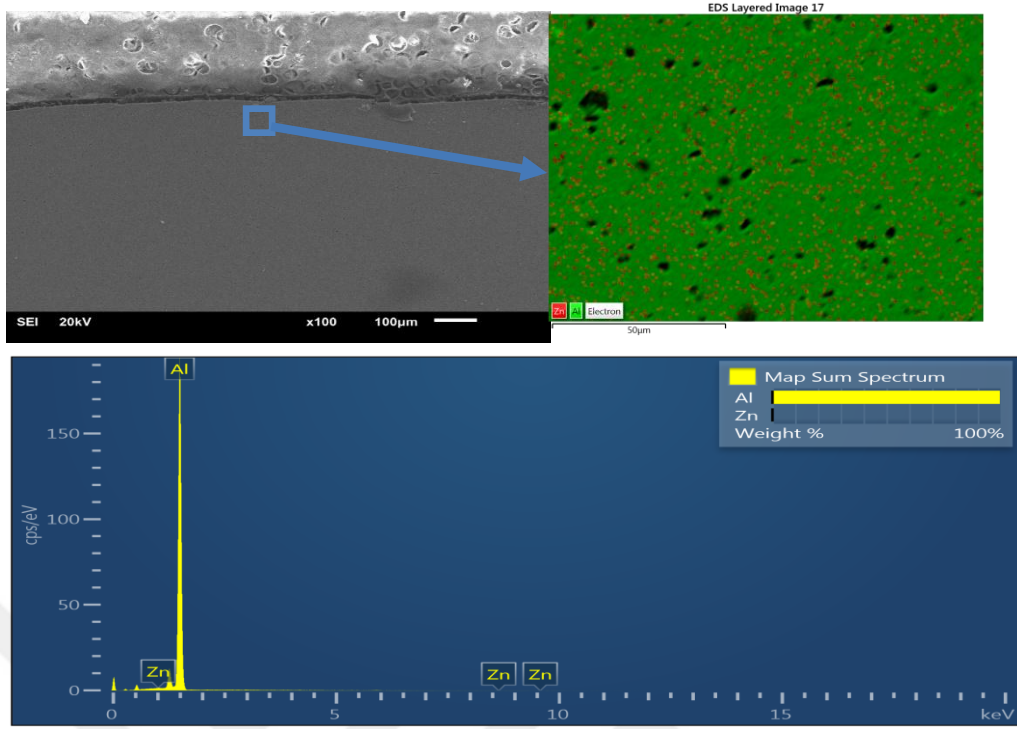 EDS Layered Image 17
SEI 20kV x100 100µm
Zn Al Electron
50µm
Al
Map Sum Spectrum
Al
Zn
Weight % 100%
150
100
cps/eV
50
Zn Zn Zn
0
0 5 10 15 keV